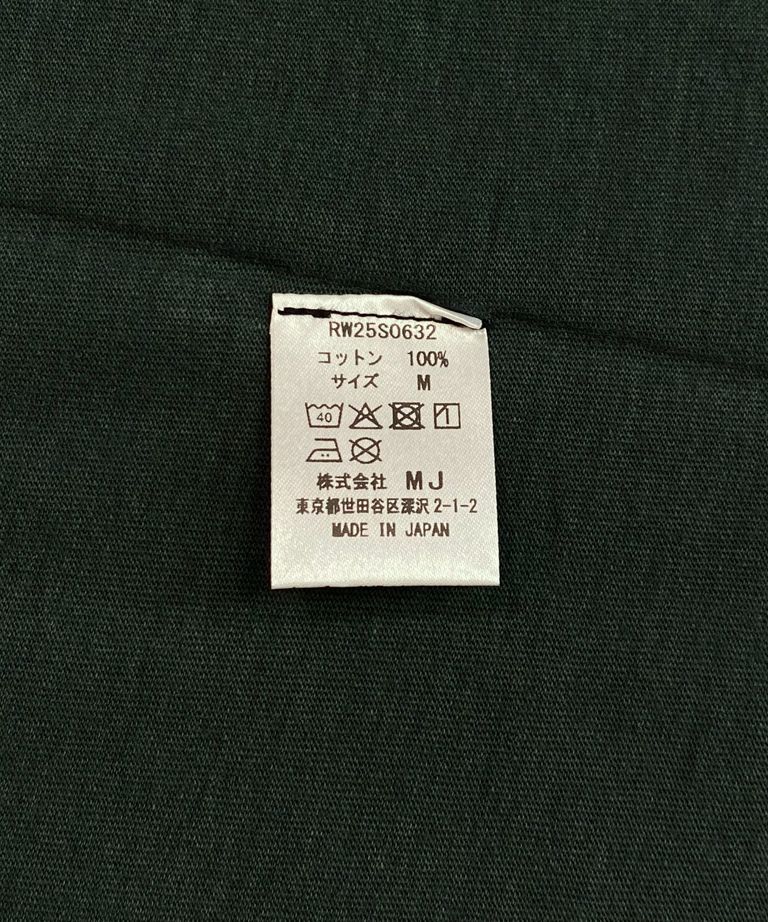 RW25S0632
コットン 100%
サイズ M
40
株式会社 MJ
東京都世田谷区深沢2-1-2
MADE IN JAPAN